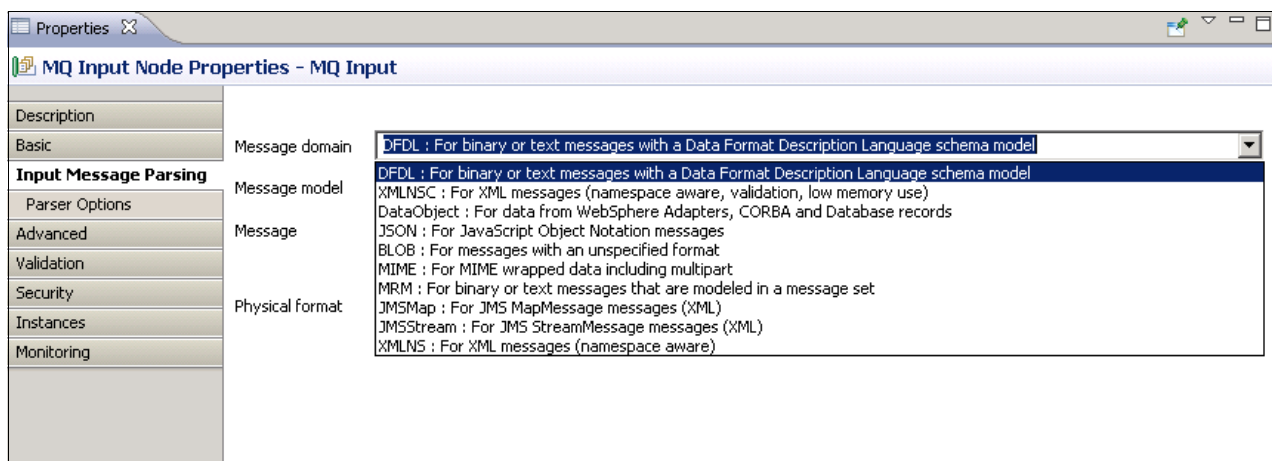 Properties
MQ Input Node Properties - MQ Input
Description
Basic
Input Message Parsing
Parser Options
Advanced
Validation
Security
Instances
Monitoring
Message domain
DFDL : For binary or text messages with a Data Format Description Language schema model
DFDL : For binary or text messages with a Data Format Description Language schema model
Message model
XMLNSC : For XML messages (namespace aware, validation, low memory use)
DataObject : For data from WebSphere Adapters, CORBA and Database records
Message
JSON : For JavaScript Object Notation messages
BLOB : For messages with an unspecified format
MIME : For MIME wrapped data including multipart
MRM : For binary or text messages that are modeled in a message set
Physical format
JMSMap : For JMS MapMessage messages (XML)
JMSStream : For JMS StreamMessage messages (XML)
XMLNS : For XML messages (namespace aware)